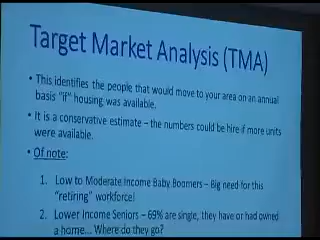 Target Market Analysis (TMA)
• This identifies the people that would move to your area on an annual
basis "if" housing was available.
• It is a conservative estimate – the numbers could be hire if more units
were available.
• Of note:
1. Low to Moderate Income Baby Boomers – Big need for this
"retiring" workforce!
2. Lower Income Seniors – 69% are single, they have or had owned
a home... Where do they go?